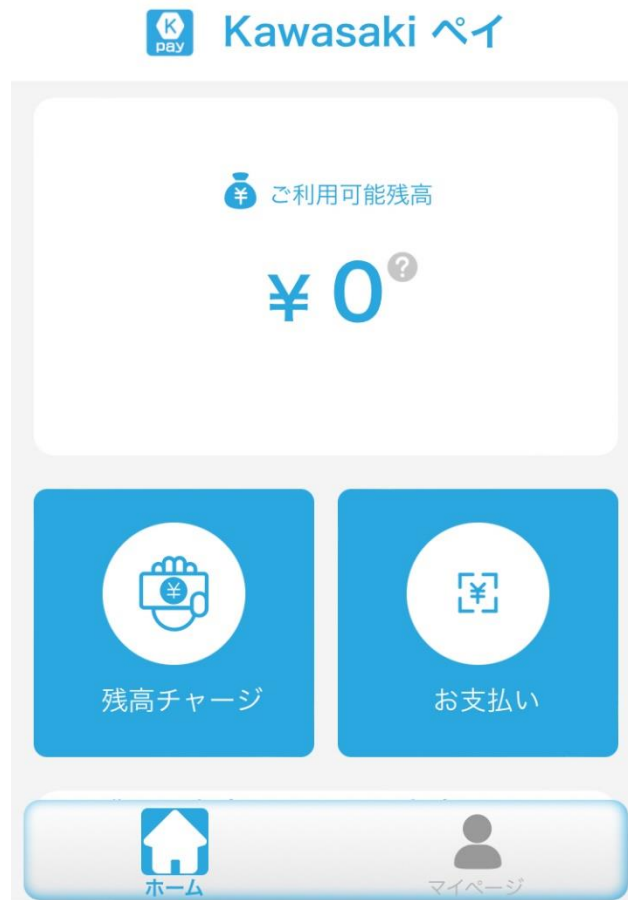 K
pay
Kawasaki ペイ
¥
ご利用可能残高
¥ 0
?
¥
¥
残高チャージ
お支払い
ホーム
マイページ